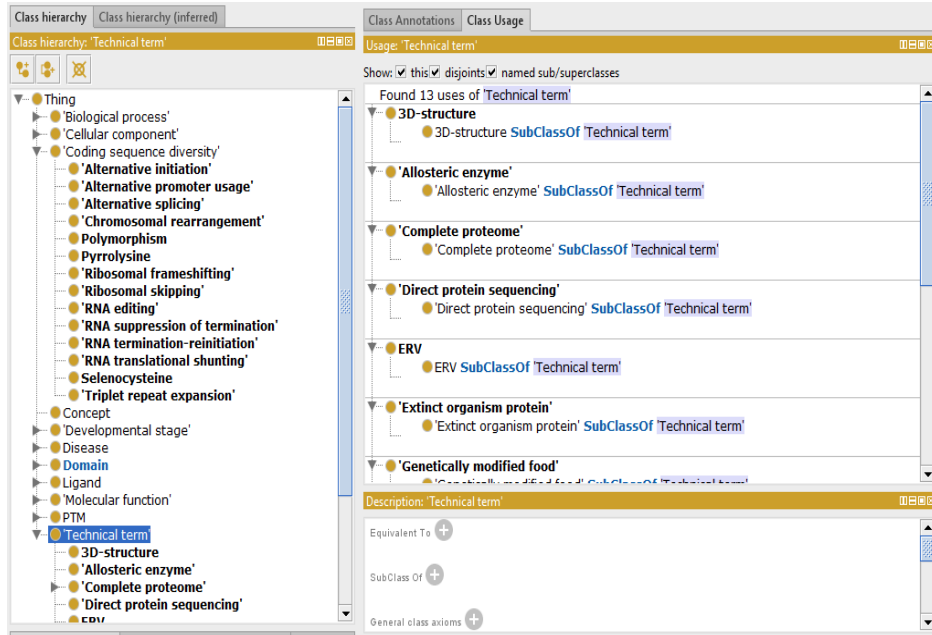 Class hierarchy Class hierarchy (inferred)
Class hierarchy: 'Technical term'
Thing
'Biological process'
'Cellular component'
'Coding sequence diversity'
'Alternative initiation'
'Alternative promoter usage'
'Alternative splicing'
'Chromosomal rearrangement'
Polymorphism
Pyrrolysine
'Ribosomal frameshifting'
'Ribosomal skipping'
'RNA editing'
'RNA suppression of termination'
'RNA termination-reinitiation'
'RNA translational shunting'
Selenocysteine
'Triplet repeat expansion'
Concept
'Developmental stage'
Disease
Domain
Ligand
'Molecular function'
PTM
'Technical term'
3D-structure
'Allosteric enzyme'
'Complete proteome'
'Direct protein sequencing'
ERV
Class Annotations Class Usage
Usage: 'Technical term'
Show: this disjoints named sub/superclasses
Found 13 uses of 'Technical term'
3D-structure
3D-structure SubClassOf 'Technical term'
'Allosteric enzyme'
'Allosteric enzyme' SubClassOf 'Technical term'
'Complete proteome'
'Complete proteome' SubClassOf 'Technical term'
'Direct protein sequencing'
'Direct protein sequencing' SubClassOf 'Technical term'
ERV
ERV SubClassOf 'Technical term'
'Extinct organism protein'
'Extinct organism protein' SubClassOf 'Technical term'
'Genetically modified food'
'Genetically modified food' SubClassOf 'Technical term'
Description: 'Technical term'
Equivalent To
SubClass Of
General class axioms